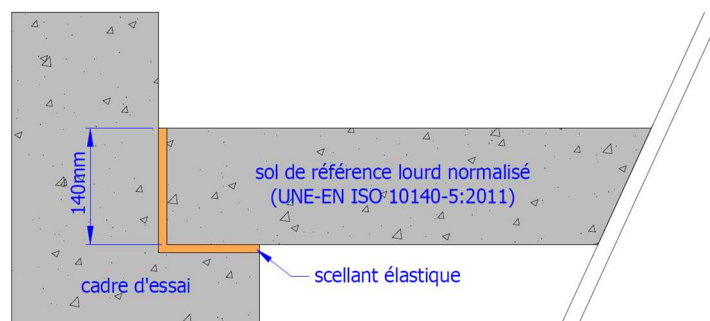 sol de référence lourd normalisé
(UNE-EN ISO 10140-5:2011)
140mm
scellant élastique
cadre d'essai